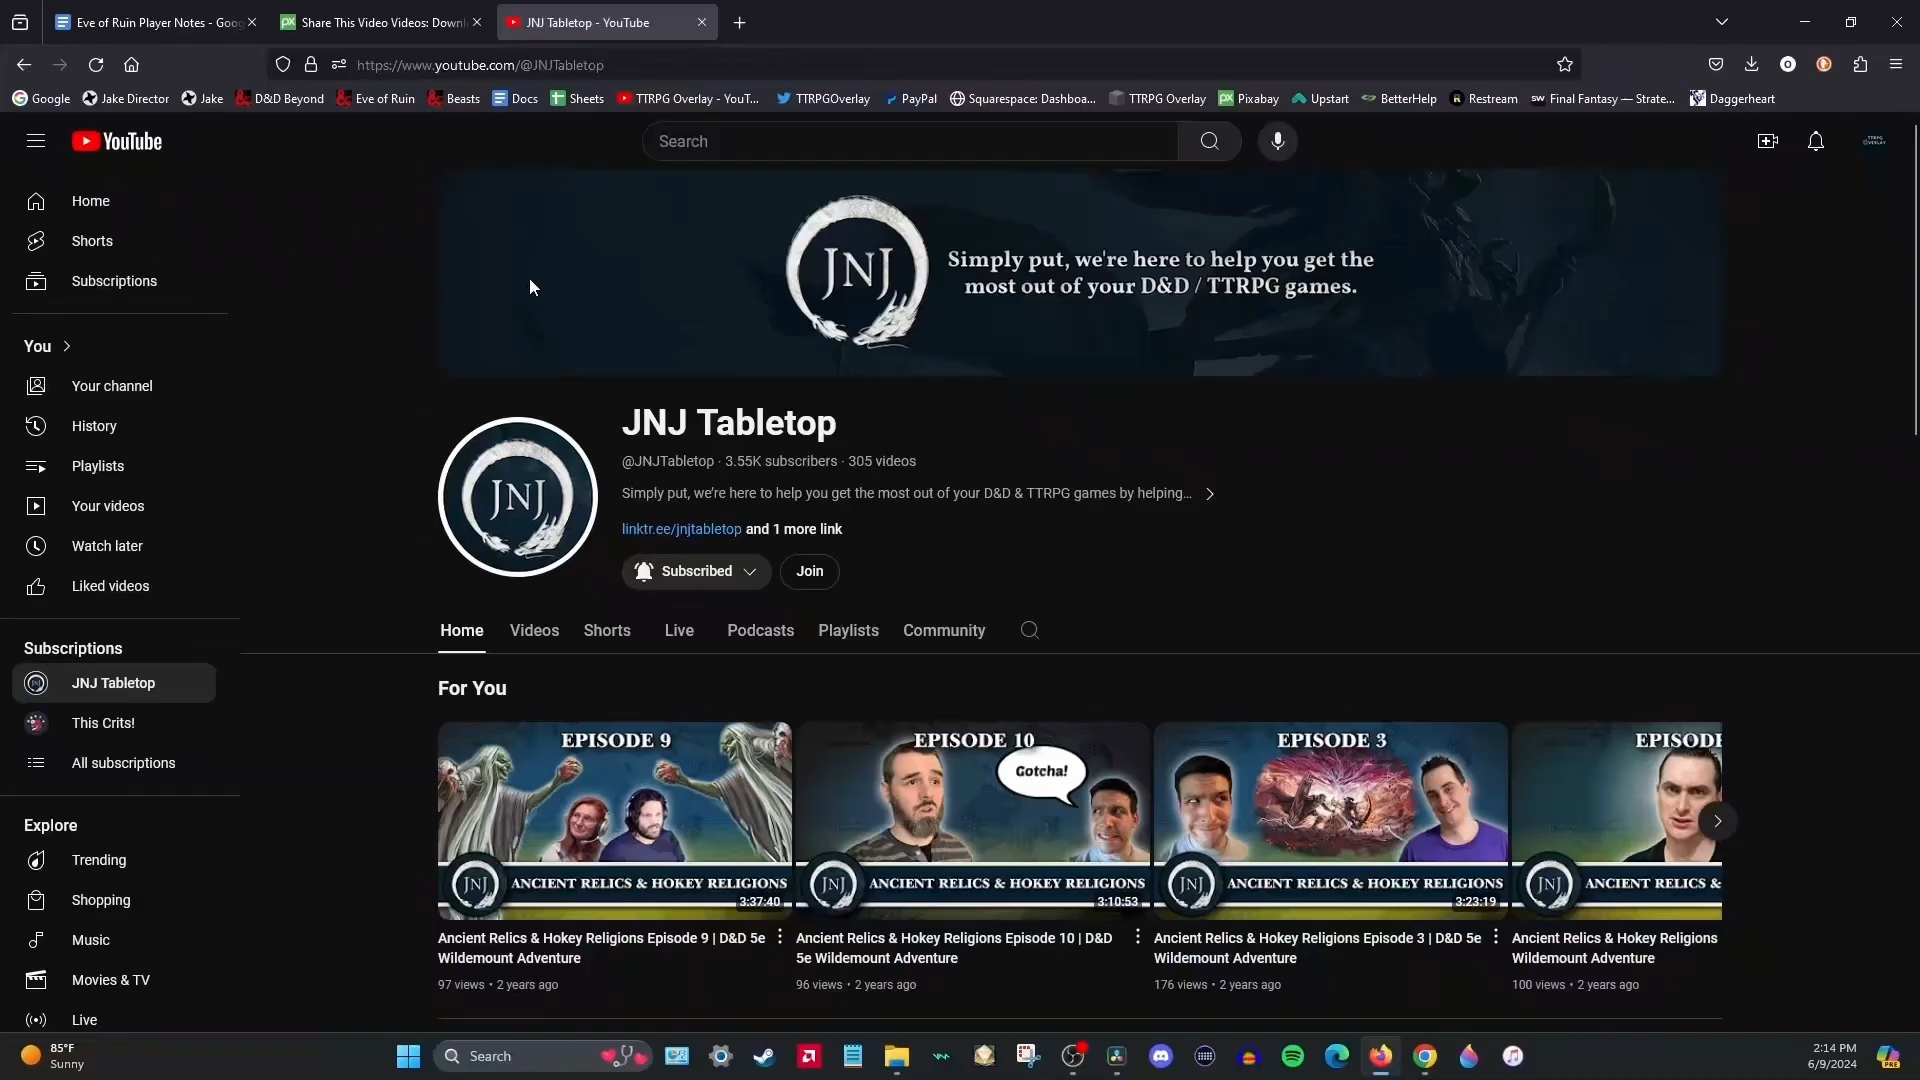 Eve of Ruin Player Notes - Goog
Share This Video Videos: Downl
JNJ Tabletop - YouTube
https://www.youtube.com/@JNJTabletop
Google
Jake Director
Jake
D&D Beyond
Eve of Ruin
Beasts
Docs
Sheets
TTRPG Overlay - YouT...
TTRPGOverlay
PayPal
Squarespace: Dashboa...
TTRPG Overlay
Pixabay
Upstart
BetterHelp
Restream
Final Fantasy — Strate...
Daggerheart
YouTube
Search
Home
Shorts
Subscriptions
You
Your channel
History
Playlists
Your videos
Watch later
Liked videos
Subscriptions
JNJ Tabletop
This Crits!
All subscriptions
Explore
Trending
Shopping
Music
Movies & TV
Live
JNJ
Simply put, we're here to help you get the
most out of your D&D / TTRPG games.
JNJ
JNJ Tabletop
@JNJTabletop · 3.55K subscribers · 305 videos
Simply put, we're here to help you get the most out of your D&D & TTRPG games by helping...
linktr.ee/jnjtabletop and 1 more link
Subscribed
Join
Home
Videos
Shorts
Live
Podcasts
Playlists
Community
For You
EPISODE 9
JNJ
ANCIENT RELICS & HOKEY RELIGIONS
3:37:40
Ancient Relics & Hokey Religions Episode 9 | D&D 5e
Wildemount Adventure
97 views • 2 years ago
EPISODE 10
Gotcha!
JNJ
ANCIENT RELICS & HOKEY RELIGIONS
3:10:53
Ancient Relics & Hokey Religions Episode 10 | D&D
5e Wildemount Adventure
96 views • 2 years ago
EPISODE 3
JNJ
ANCIENT RELICS & HOKEY RELIGIONS
3:23:19
Ancient Relics & Hokey Religions Episode 3 | D&D 5e
Wildemount Adventure
176 views • 2 years ago
EPISODE
JNJ
ANCIENT RELICS &
Ancient Relics & Hokey Religions
Wildemount Adventure
100 views • 2 years ago
85°F
Sunny
Search
2:14 PM
6/9/2024